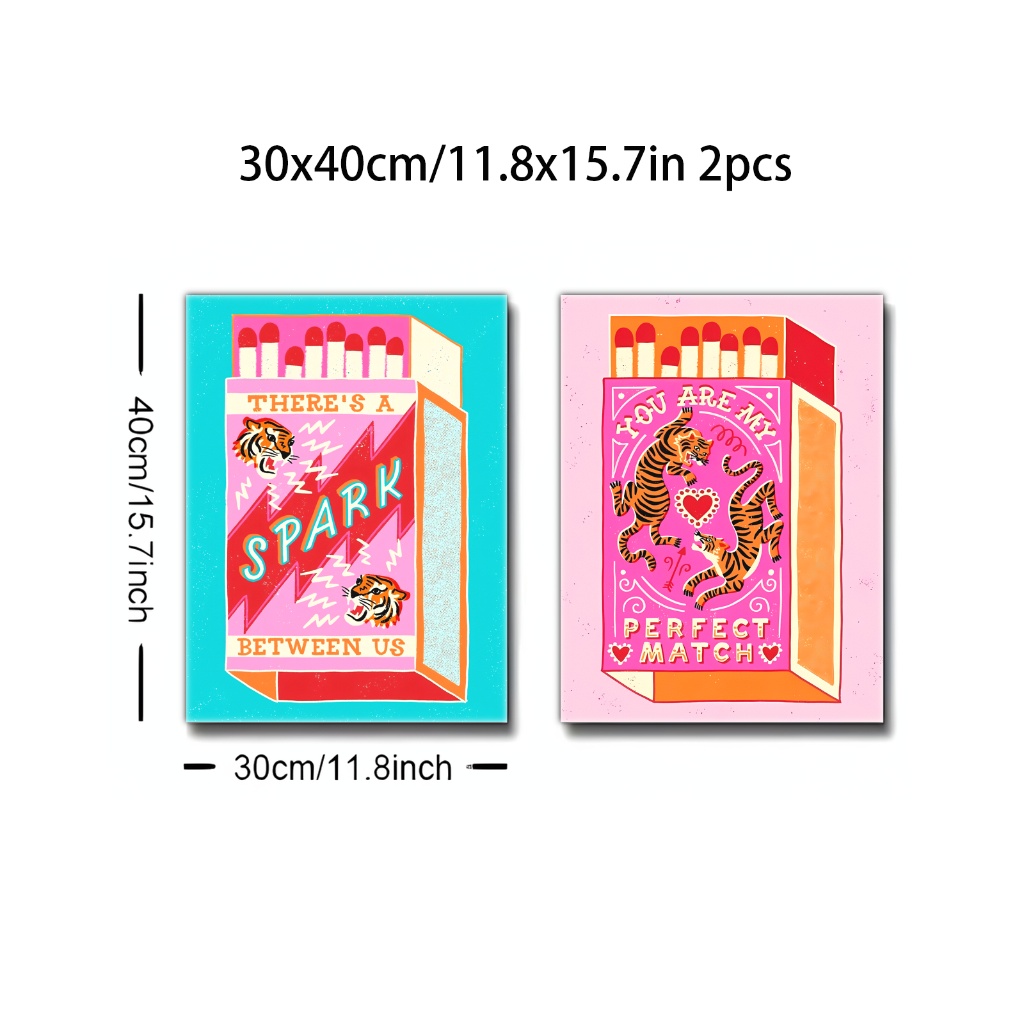 30x40cm/11.8x15.7in 2pcs
40cm/15.7inch
THERE'S A
SPARK
BETWEEN US
YOU ARE MY
PERFECT
MATCH
30cm/11.8inch